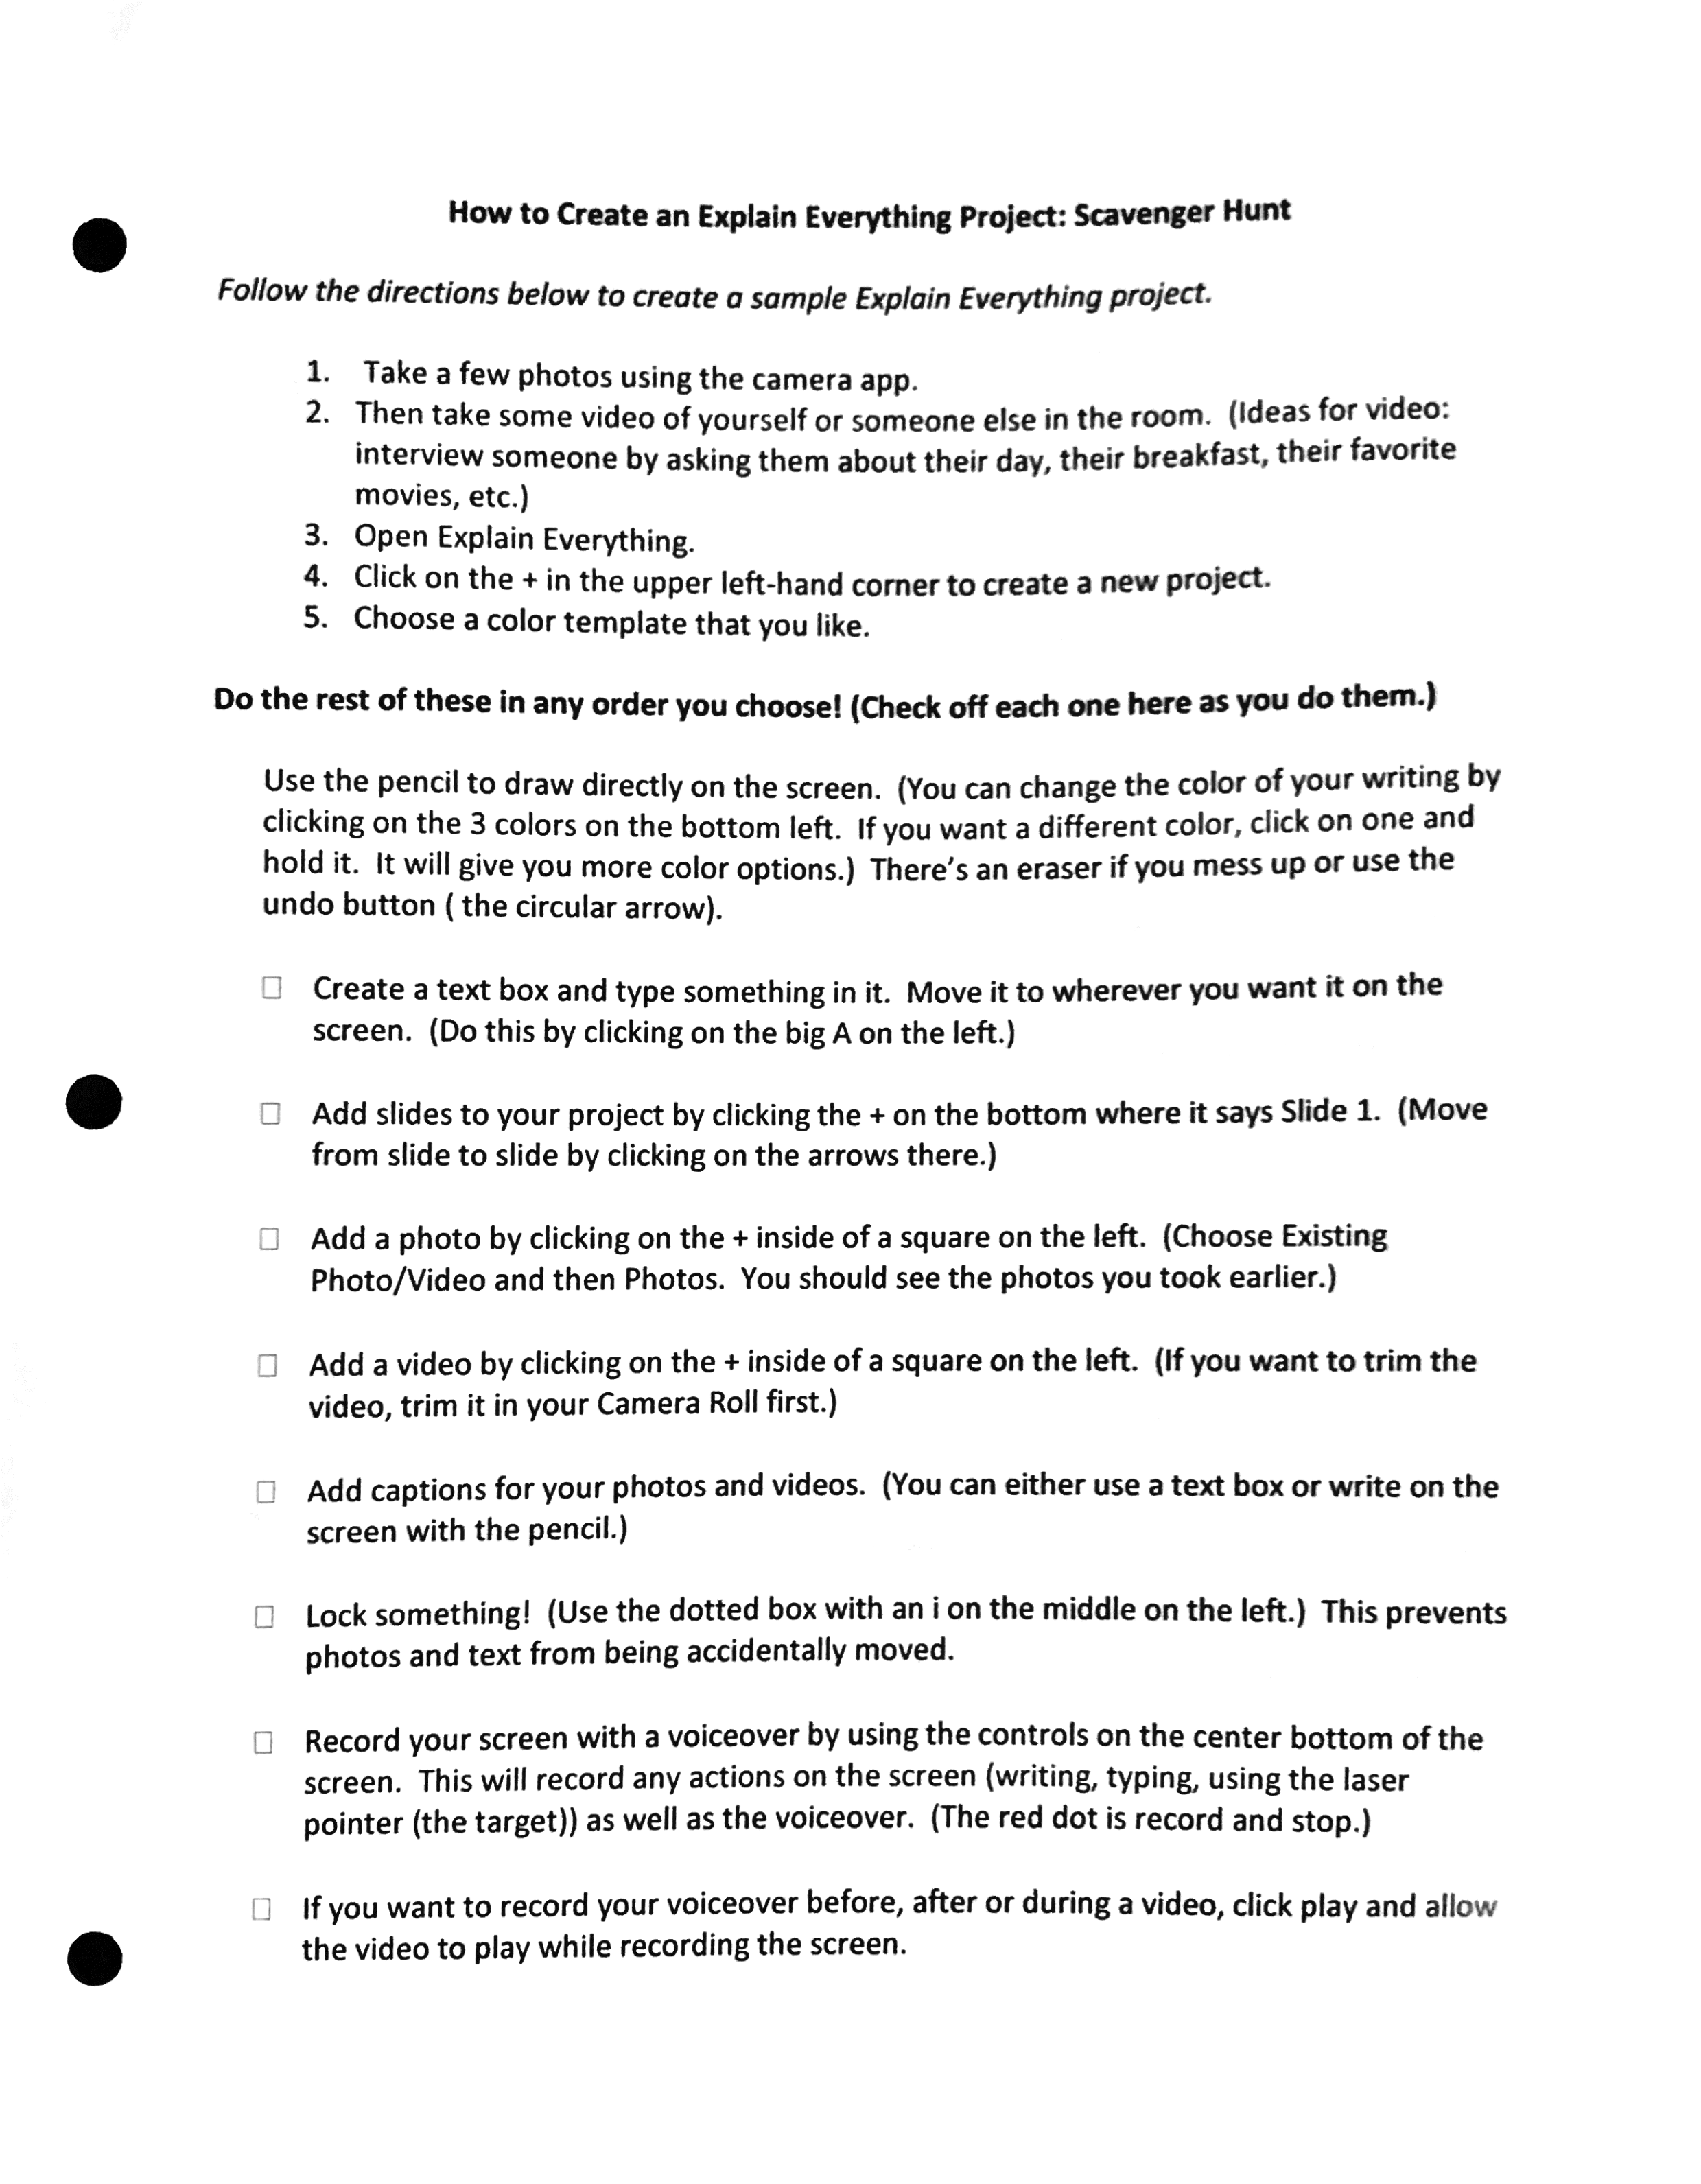 How to Create an Explain Everything Project: Scavenger Hunt
Follow the directions below to create a sample Explain Everything project.
1. Take a few photos using the camera app.
2. Then take some video of yourself or someone else in the room. (Ideas for video:
interview someone by asking them about their day, their breakfast, their favorite
movies, etc.)
3. Open Explain Everything.
4. Click on the + in the upper left-hand corner to create a new project.
5. Choose a color template that you like.
Do the rest of these in any order you choose! (Check off each one here as you do them.)
Use the pencil to draw directly on the screen. (You can change the color of your writing by
clicking on the 3 colors on the bottom left. If you want a different color, click on one and
hold it. It will give you more color options.) There's an eraser if you mess up or use the
undo button ( the circular arrow).
☐ Create a text box and type something in it. Move it to wherever you want it on the
screen. (Do this by clicking on the big A on the left.)
☐ Add slides to your project by clicking the + on the bottom where it says Slide 1. (Move
from slide to slide by clicking on the arrows there.)
☐ Add a photo by clicking on the + inside of a square on the left. (Choose Existing
Photo/Video and then Photos. You should see the photos you took earlier.)
☐ Add a video by clicking on the + inside of a square on the left. (If you want to trim the
video, trim it in your Camera Roll first.)
☐ Add captions for your photos and videos. (You can either use a text box or write on the
screen with the pencil.)
☐ Lock something! (Use the dotted box with an i on the middle on the left.) This prevents
photos and text from being accidentally moved.
☐ Record your screen with a voiceover by using the controls on the center bottom of the
screen. This will record any actions on the screen (writing, typing, using the laser
pointer (the target)) as well as the voiceover. (The red dot is record and stop.)
☐ If you want to record your voiceover before, after or during a video, click play and allow
the video to play while recording the screen.